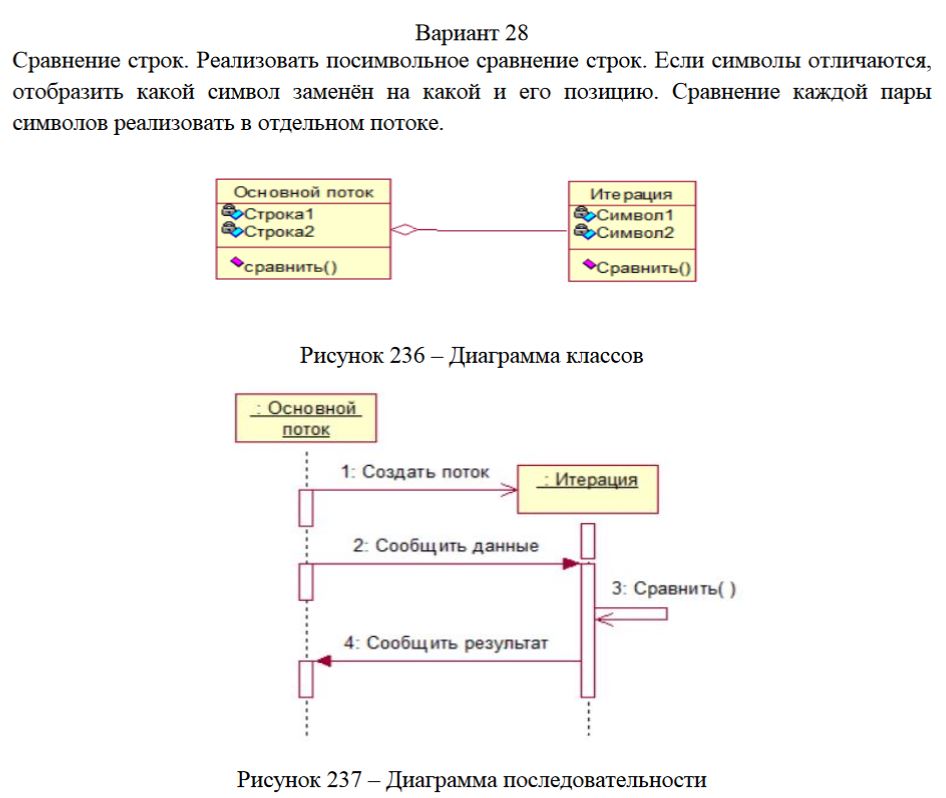 Вариант 28
Сравнение строк. Реализовать посимвольное сравнение строк. Если символы отличаются,
отобразить какой символ заменён на какой и его позицию. Сравнение каждой пары
символов реализовать в отдельном потоке.
Основной поток
Строка1
Строка2
сравнить()
Итерация
Символ1
Символ2
Сравнить()
Рисунок 236 – Диаграмма классов
: Основной
поток
1: Создать поток
: Итерация
2: Сообщить данные
3: Сравнить( )
4: Сообщить результат
Рисунок 237 – Диаграмма последовательности